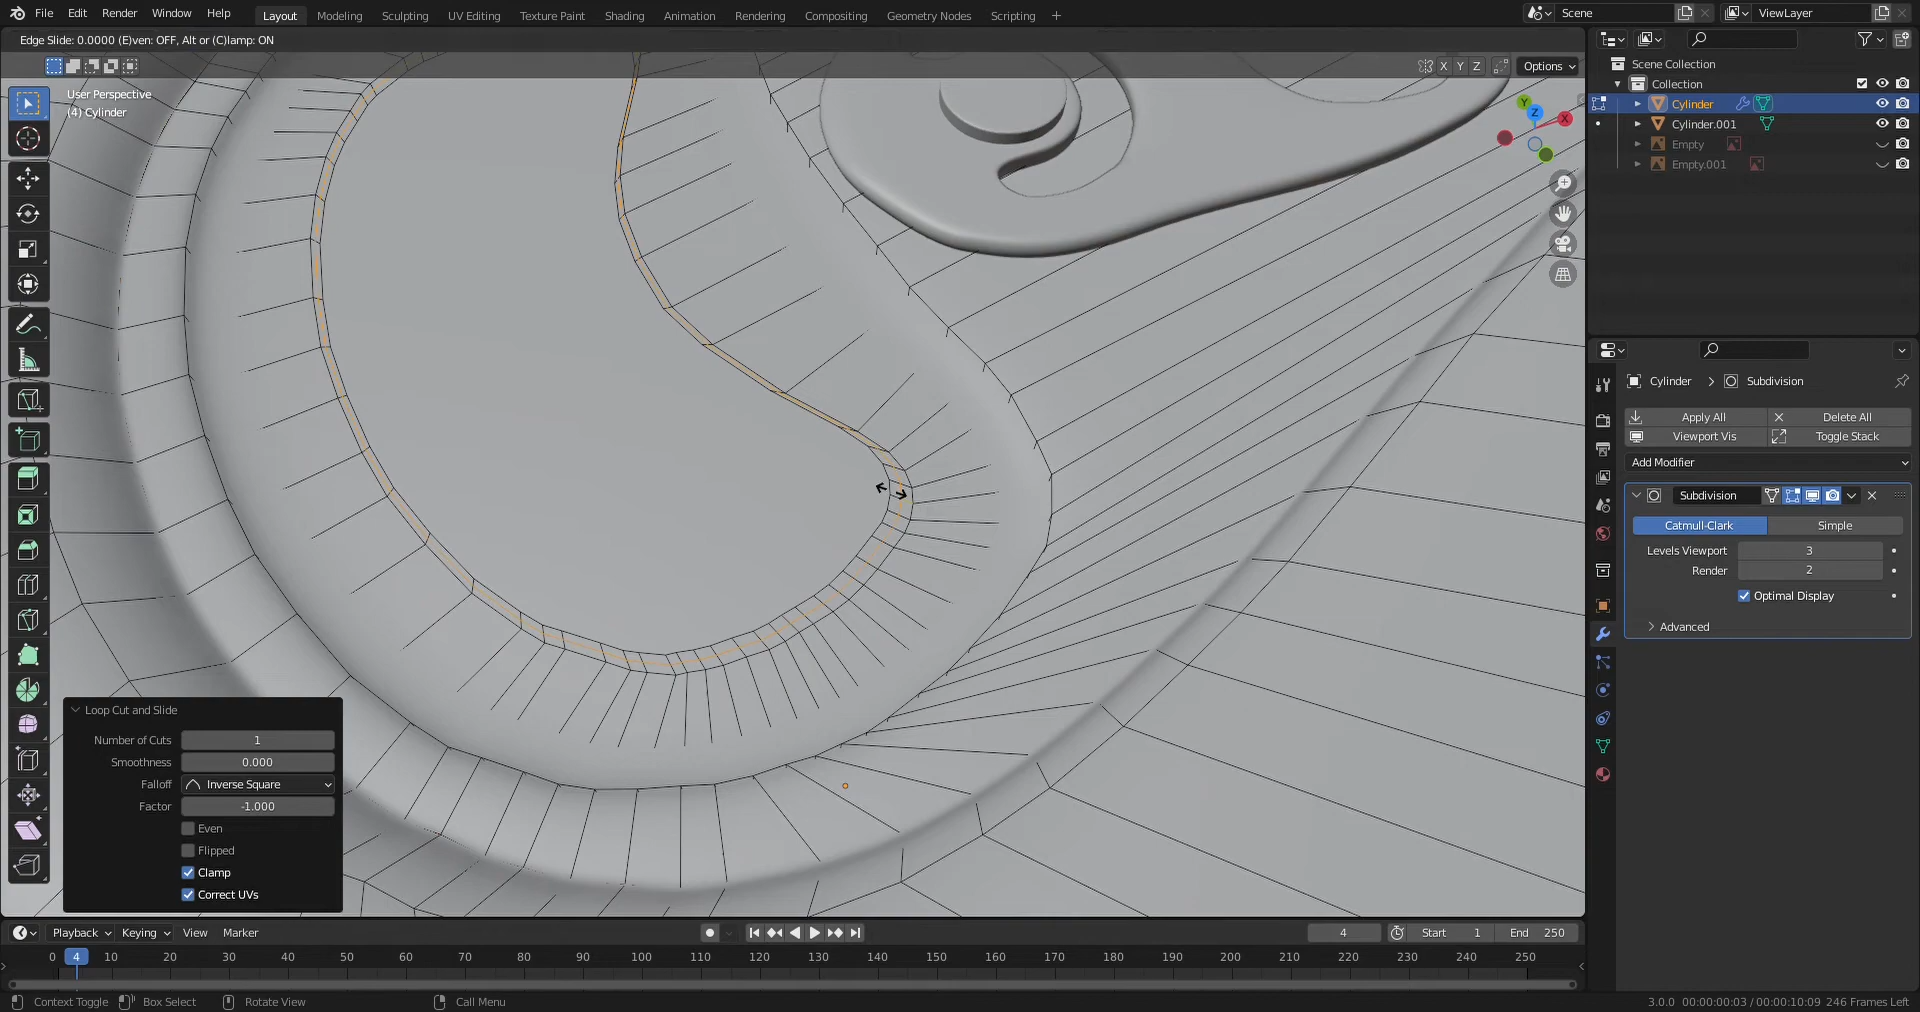 File Edit Render Window Help Layout Modeling Sculpting UV Editing Texture Paint Shading Animation Rendering Compositing Geometry Nodes Scripting + Scene ViewLayer
Edge Slide: 0.0000 (E)ven: OFF, Alt or (C)lamp: ON
X Y Z Options
User Perspective
(4) Cylinder
Y
Z
X
Scene Collection
Collection
Cylinder
Cylinder.001
Empty
Empty.001
Cylinder > Subdivision
Apply All Delete All
Viewport Vis Toggle Stack
Add Modifier
Subdivision
Catmull-Clark Simple
Levels Viewport 3
Render 2
Optimal Display
Advanced
Loop Cut and Slide
Number of Cuts 1
Smoothness 0.000
Falloff Inverse Square
Factor -1.000
Even
Flipped
Clamp
Correct UVs
Playback Keying View Marker 4 Start 1 End 250
0 4 10 20 30 40 50 60 70 80 90 100 110 120 130 140 150 160 170 180 190 200 210 220 230 240 250
Context Toggle Box Select Rotate View Call Menu 3.0.0 00:00:00:03 / 00:00:10:09 246 Frames Left